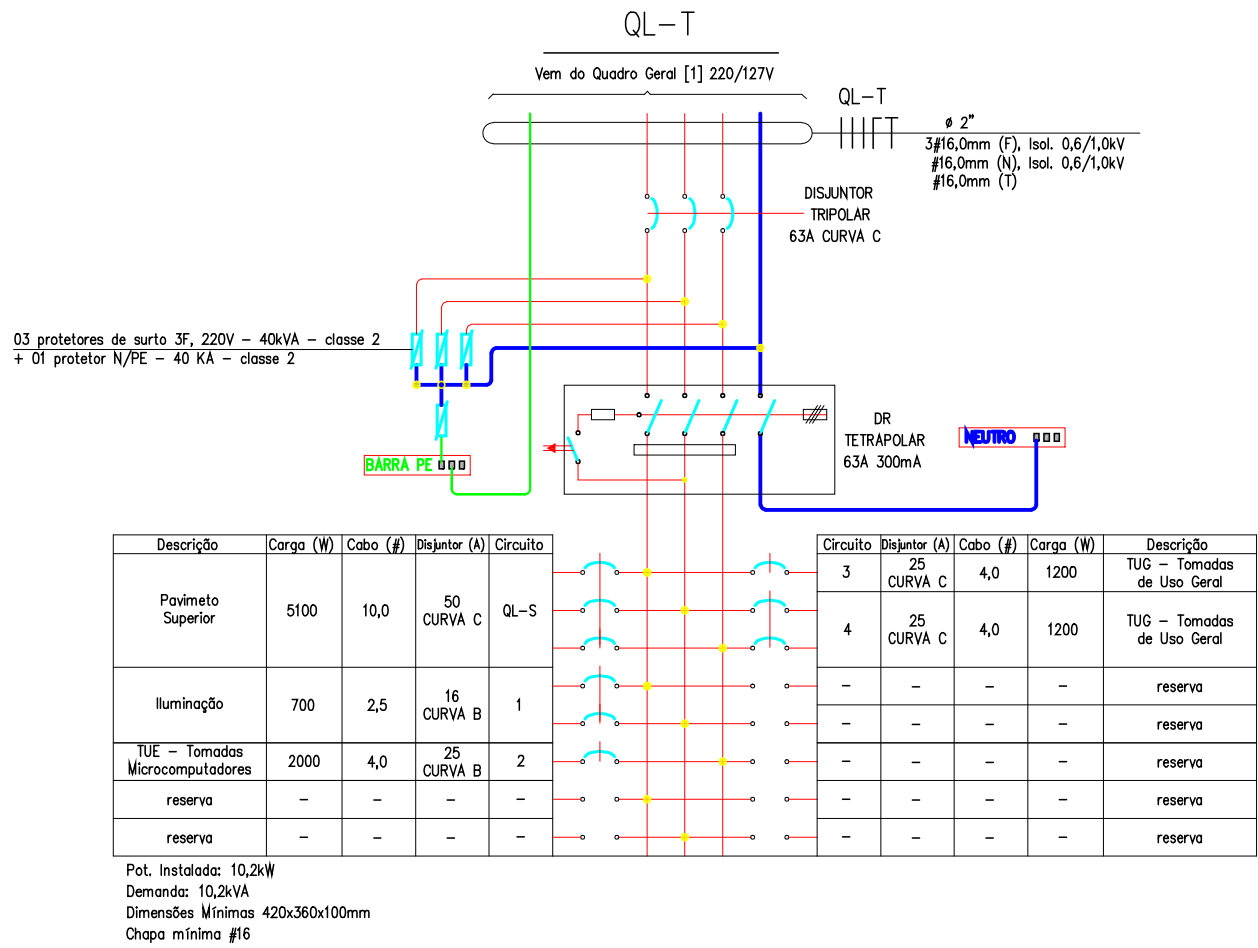 QL-T
Vem do Quadro Geral [1] 220/127V
QL-T
ø 2"
3#16,0mm (F), Isol. 0,6/1,0kV
#16,0mm (N), Isol. 0,6/1,0kV
#16,0mm (T)
DISJUNTOR
TRIPOLAR
63A CURVA C
03 protetores de surto 3F, 220V - 40kVA - classe 2
+ 01 protetor N/PE - 40 KA - classe 2
DR
TETRAPOLAR
63A 300mA
NEUTRO
BARRA PE
Descrição Carga (W) Cabo (#) Disjuntor (A) Circuito
Pavimeto
Superior
5100 10,0
50
CURVA C
QL-S
Iluminação 700 2,5
16
CURVA B
1
TUE - Tomadas
Microcomputadores
2000 4,0
25
CURVA B
2
reserva - - - -
reserva - - - -
Circuito Disjuntor (A) Cabo (#) Carga (W) Descrição
3
25
CURVA C
4,0 1200
TUG - Tomadas
de Uso Geral
4
25
CURVA C
4,0 1200
TUG - Tomadas
de Uso Geral
- - - - reserva
- - - - reserva
- - - - reserva
- - - - reserva
- - - - reserva
Pot. Instalada: 10,2kW
Demanda: 10,2kVA
Dimensões Mínimas 420x360x100mm
Chapa mínima #16